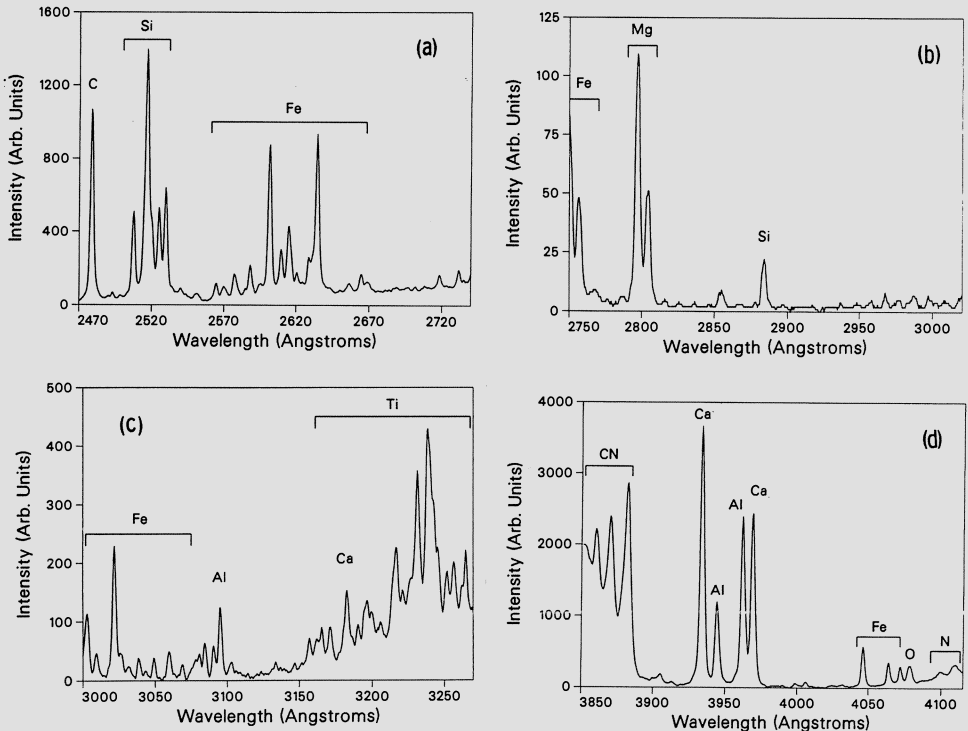 (a)
Intensity (Arb. Units)
1600
1200
800
400
0
C
Si
Fe
2470 2520 2570 2620 2670 2720
Wavelength (Angstroms)
(b)
Intensity (Arb. Units)
125
100
75
50
25
0
Fe
Mg
Si
2750 2800 2850 2900 2950 3000
Wavelength (Angstroms)
(c)
Intensity (Arb. Units)
500
400
300
200
100
0
Fe
Al
Ca
Ti
3000 3050 3100 3150 3200 3250
Wavelength (Angstroms)
(d)
Intensity (Arb. Units)
4000
3000
2000
1000
0
CN
Ca
Al
Al
Ca
Fe
O
N
3850 3900 3950 4000 4050 4100
Wavelength (Angstroms)